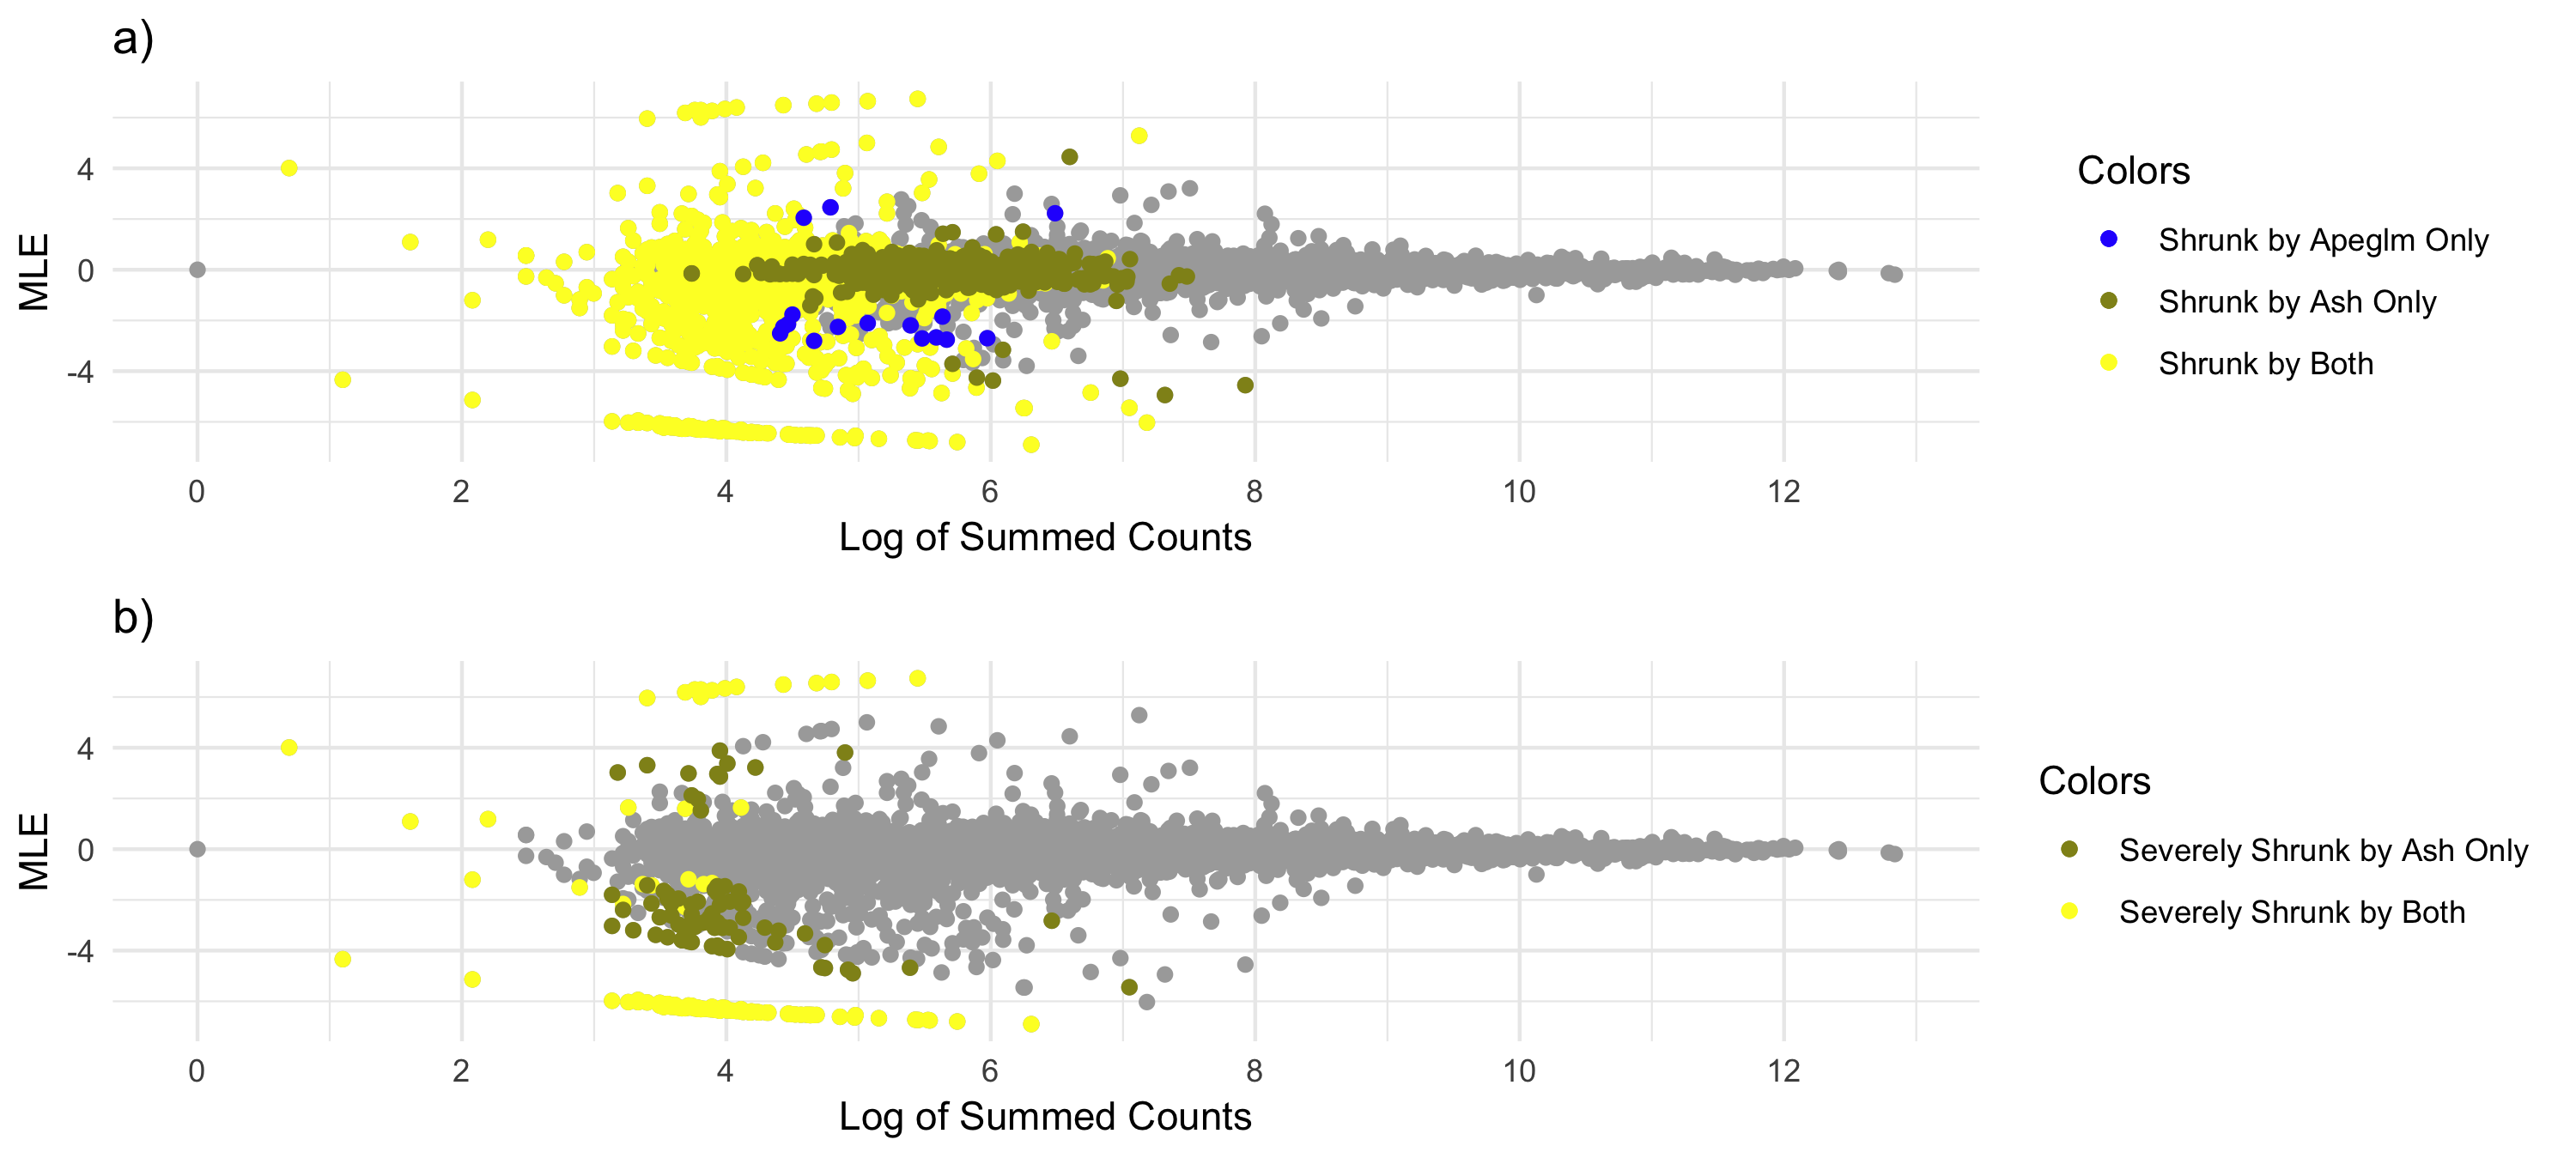 a)
4
0
-4
MLE
0 2 4 6 8 10 12
Log of Summed Counts
Colors
Shrunk by Apeglm Only
Shrunk by Ash Only
Shrunk by Both
b)
4
0
-4
MLE
0 2 4 6 8 10 12
Log of Summed Counts
Colors
Severely Shrunk by Ash Only
Severely Shrunk by Both